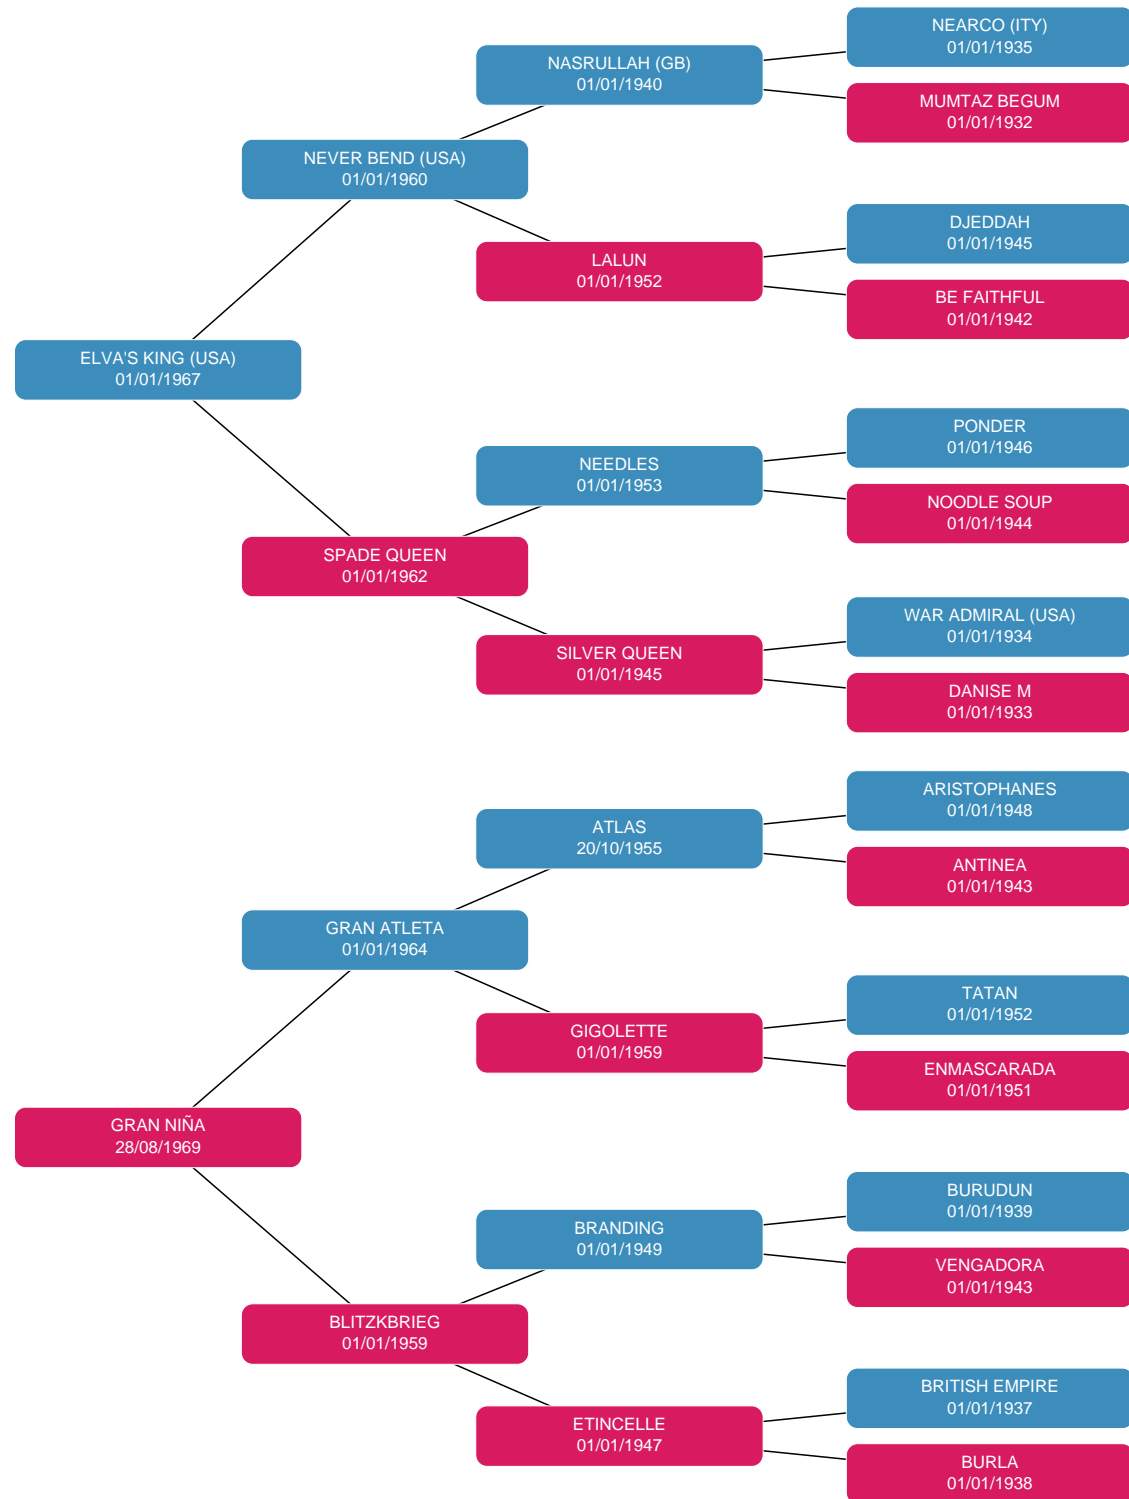 NEARCO (ITY)
01/01/1935
NASRULLAH (GB)
01/01/1940
MUMTAZ BEGUM
01/01/1932
NEVER BEND (USA)
01/01/1960
DJEDDAH
01/01/1945
LALUN
01/01/1952
BE FAITHFUL
01/01/1942
ELVA'S KING (USA)
01/01/1967
PONDER
01/01/1946
NEEDLES
01/01/1953
NOODLE SOUP
01/01/1944
SPADE QUEEN
01/01/1962
WAR ADMIRAL (USA)
01/01/1934
SILVER QUEEN
01/01/1945
DANISE M
01/01/1933
ARISTOPHANES
01/01/1948
ATLAS
20/10/1955
ANTINEA
01/01/1943
GRAN ATLETA
01/01/1964
TATAN
01/01/1952
GIGOLETTE
01/01/1959
ENMASCARADA
01/01/1951
GRAN NIÑA
28/08/1969
BURUDUN
01/01/1939
BRANDING
01/01/1949
VENGADORA
01/01/1943
BLITZKBRIEG
01/01/1959
BRITISH EMPIRE
01/01/1937
ETINCELLE
01/01/1947
BURLA
01/01/1938